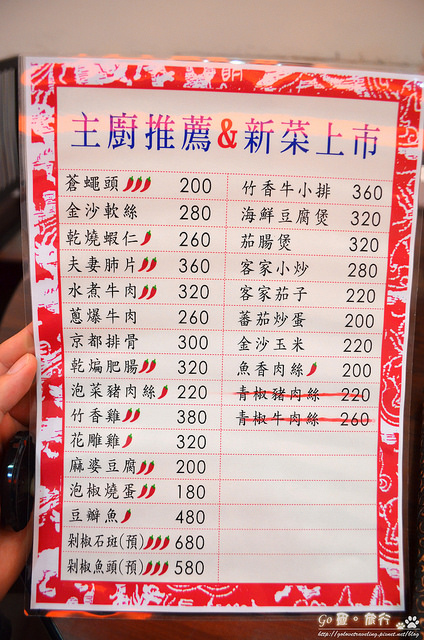 主廚推薦&新菜上市
蒼蠅頭 200
金沙軟絲 280
乾燒蝦仁 260
夫妻肺片 360
水煮牛肉 320
蔥爆牛肉 260
京都排骨 300
乾煸肥腸 320
泡菜豬肉絲 220
竹香雞 380
花雕雞 320
麻婆豆腐 200
泡椒燒蛋 180
豆瓣魚 480
剁椒石斑(預) 680
剁椒魚頭(預) 580
竹香牛小排 360
海鮮豆腐煲 320
茄腸煲 320
客家小炒 280
客家茄子 220
蕃茄炒蛋 200
金沙玉米 220
魚香肉絲 200
青椒豬肉絲 220
青椒牛肉絲 260
http://golovetraveling.pixnet.net/blog